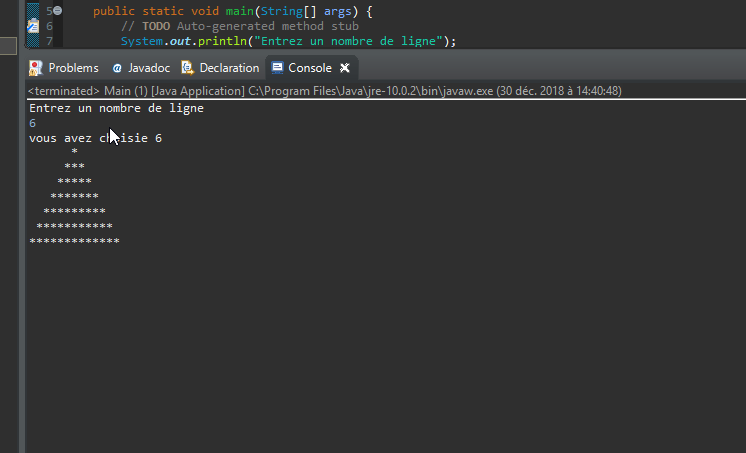 5 public static void main(String[] args) {
6 // TODO Auto-generated method stub
7 System.out.println("Entrez un nombre de ligne");
Problems @ Javadoc Declaration Console
<terminated> Main (1) [Java Application] C:\Program Files\Java\jre-10.0.2\bin\javaw.exe (30 déc. 2018 à 14:40:48)
Entrez un nombre de ligne
6
vous avez choisie 6
      *
     ***
    *****
   *******
  *********
 ***********
*************